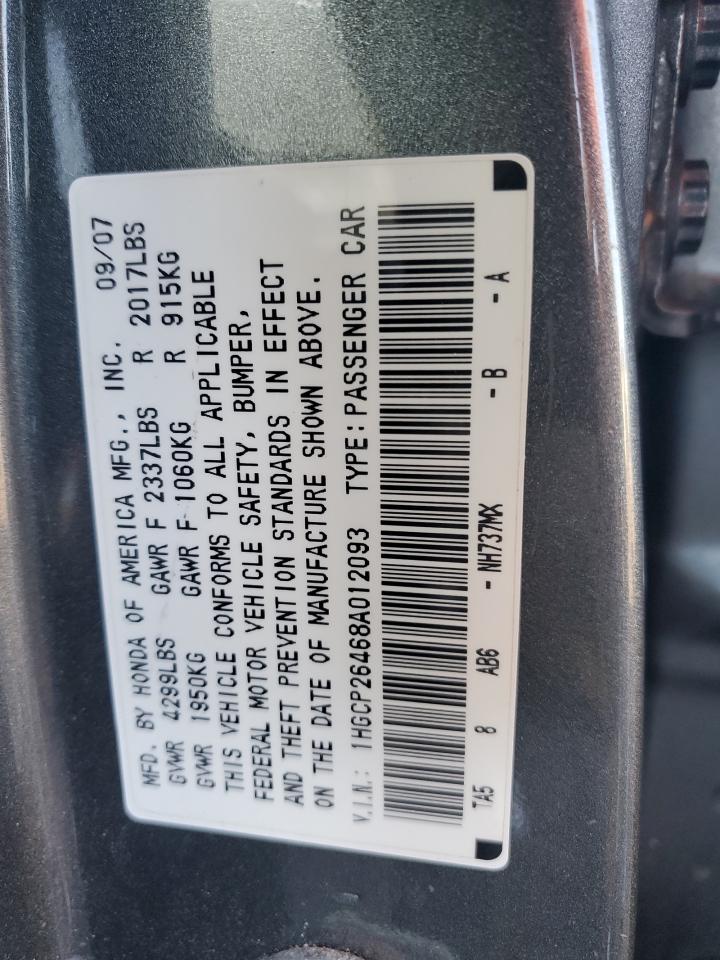 MFD. BY HONDA OF AMERICA MFG., INC. 09/07
GVWR 4299LBS GAWR F 2337LBS R 2017LBS
GVWR 1950KG GAWR F 1060KG R 915KG
THIS VEHICLE CONFORMS TO ALL APPLICABLE
FEDERAL MOTOR VEHICLE SAFETY, BUMPER,
AND THEFT PREVENTION STANDARDS IN EFFECT
ON THE DATE OF MANUFACTURE SHOWN ABOVE.
V.I.N.: 1HGCP26468A012093 TYPE:PASSENGER CAR
TA5 8 AB6 - NH737MX - B - A